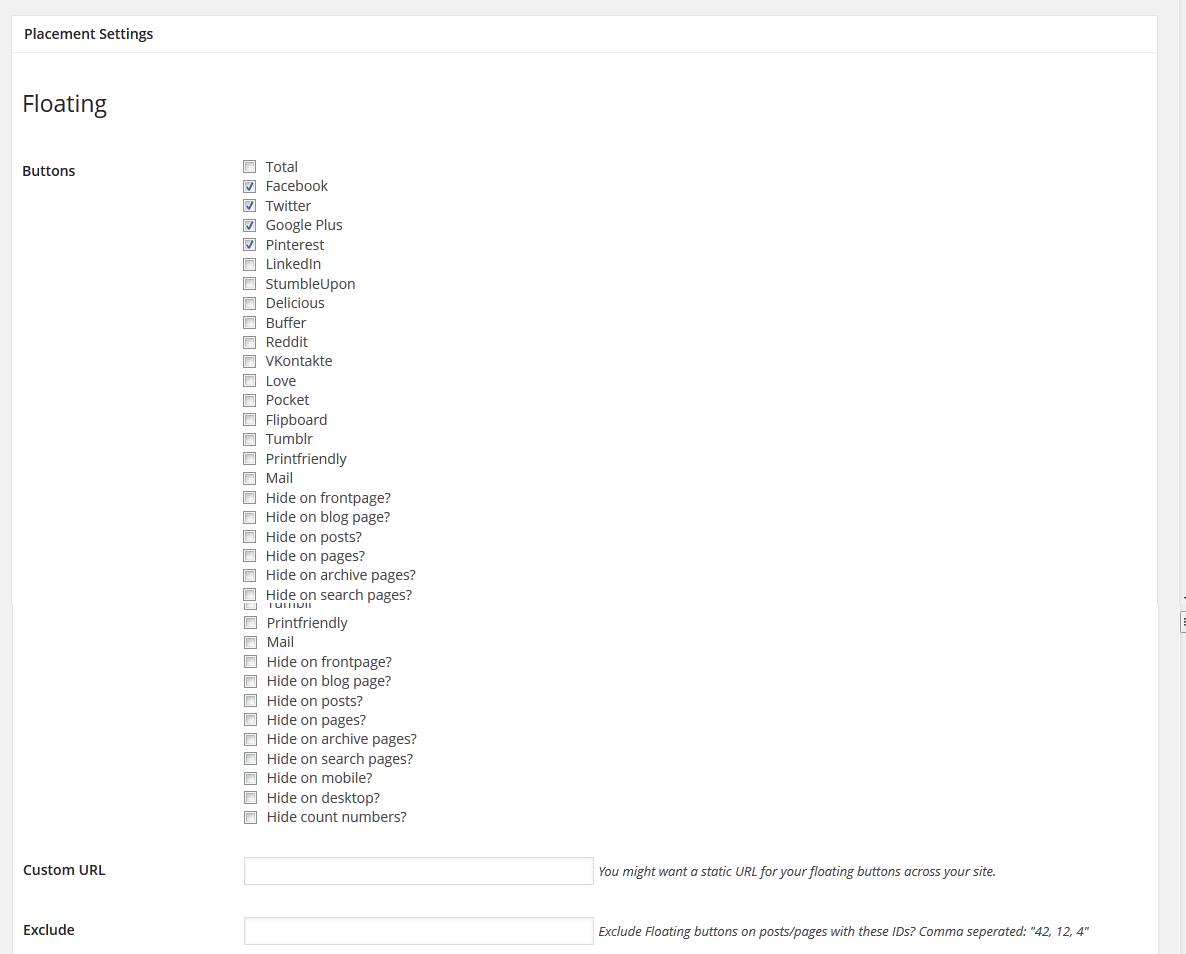 Placement Settings
Floating
Buttons
Total
Facebook
Twitter
Google Plus
Pinterest
LinkedIn
StumbleUpon
Delicious
Buffer
Reddit
VKontakte
Love
Pocket
Flipboard
Tumblr
Printfriendly
Mail
Hide on frontpage?
Hide on blog page?
Hide on posts?
Hide on pages?
Hide on archive pages?
Hide on search pages?
Tumblr
Printfriendly
Mail
Hide on frontpage?
Hide on blog page?
Hide on posts?
Hide on pages?
Hide on archive pages?
Hide on search pages?
Hide on mobile?
Hide on desktop?
Hide count numbers?
Custom URL You might want a static URL for your floating buttons across your site.
Exclude Exclude Floating buttons on posts/pages with these IDs? Comma seperated: "42, 12, 4"